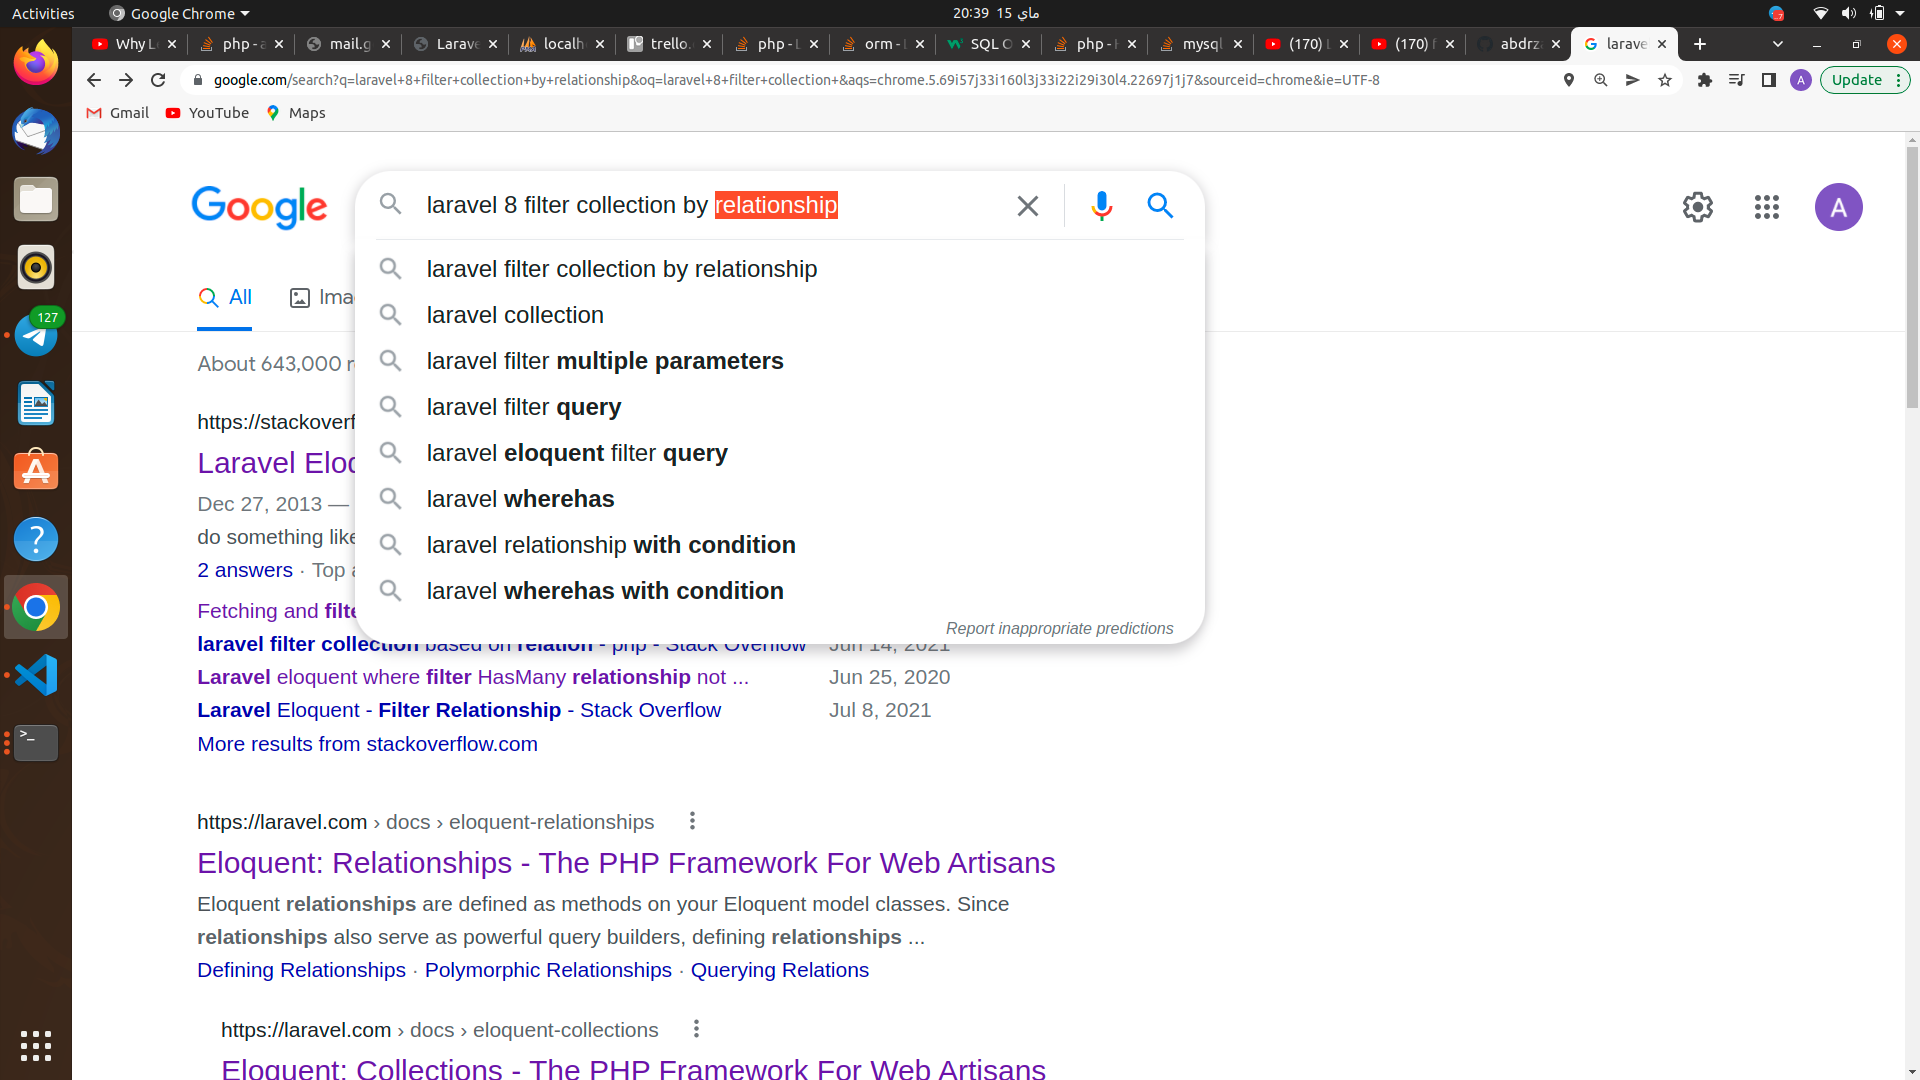 Activities
Google Chrome
20:39 15 ماي
Why L
php - a
mail.g
Larave
localh
trello.c
php - L
orm - L
SQL O
php - H
mysql
(170) L
(170) f
abdrza
larave
google.com/search?q=laravel+8+filter+collection+by+relationship&oq=laravel+8+filter+collection+&aqs=chrome.5.69i57j33i160l3j33i22i29i30l4.22697j1j7&sourceid=chrome&ie=UTF-8
A
Update
Gmail
YouTube
Maps
Google
laravel 8 filter collection by relationship
A
laravel filter collection by relationship
All
Ima
laravel collection
About 643,000 r
laravel filter multiple parameters
laravel filter query
https://stackoverf
laravel eloquent filter query
Laravel Eloq
laravel wherehas
Dec 27, 2013 —
do something like
laravel relationship with condition
2 answers · Top a
laravel wherehas with condition
Fetching and filte
Report inappropriate predictions
laravel filter collection based on relation - php - Stack Overflow Jun 14, 2021
Laravel eloquent where filter HasMany relationship not ... Jun 25, 2020
Laravel Eloquent - Filter Relationship - Stack Overflow Jul 8, 2021
More results from stackoverflow.com
https://laravel.com › docs › eloquent-relationships
Eloquent: Relationships - The PHP Framework For Web Artisans
Eloquent relationships are defined as methods on your Eloquent model classes. Since
relationships also serve as powerful query builders, defining relationships ...
Defining Relationships · Polymorphic Relationships · Querying Relations
https://laravel.com › docs › eloquent-collections
Eloquent: Collections - The PHP Framework For Web Artisans
127